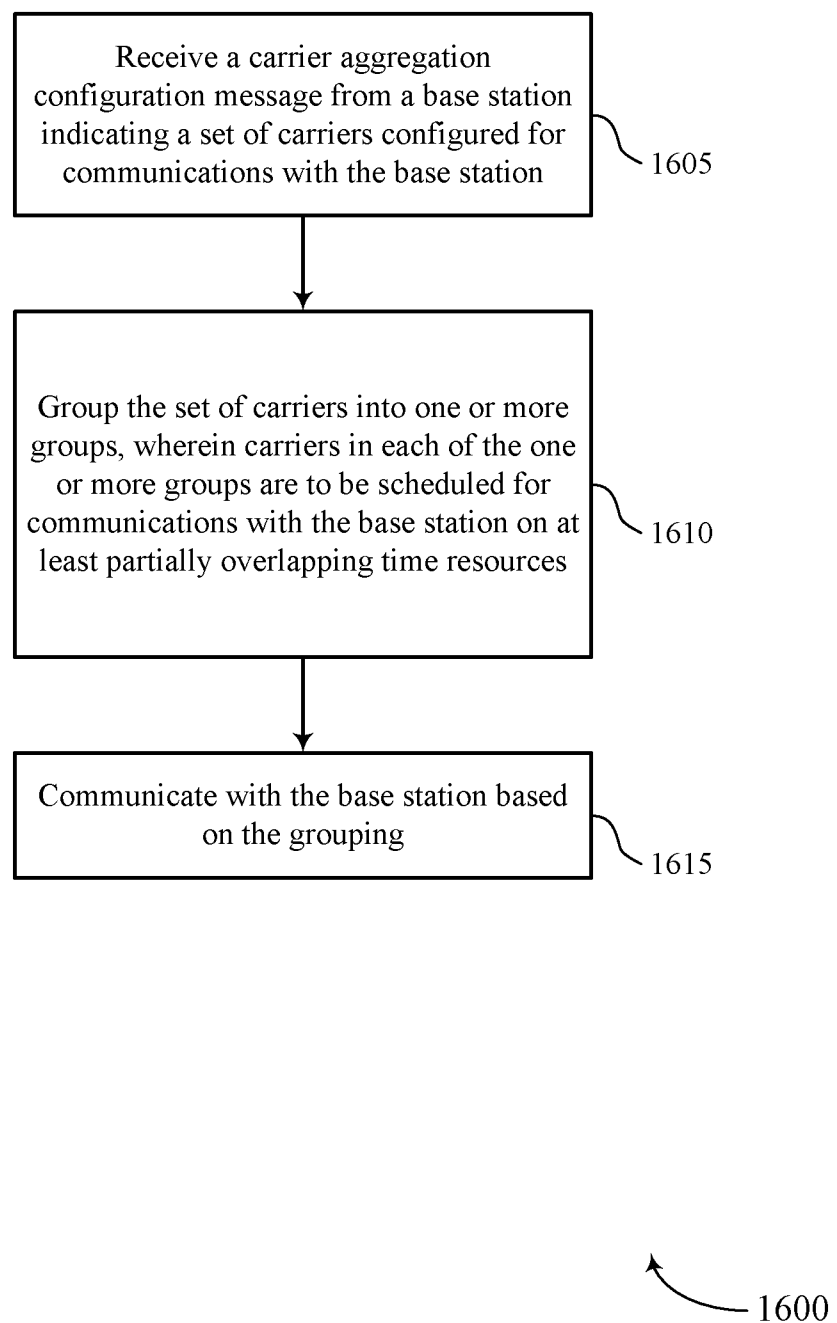 Receive a carrier aggregation
configuration message from a base station
indicating a set of carriers configured for
communications with the base station
1605
Group the set of carriers into one or more
groups, wherein carriers in each of the one
or more groups are to be scheduled for
communications with the base station on at
least partially overlapping time resources
1610
Communicate with the base station based
on the grouping
1615
1600